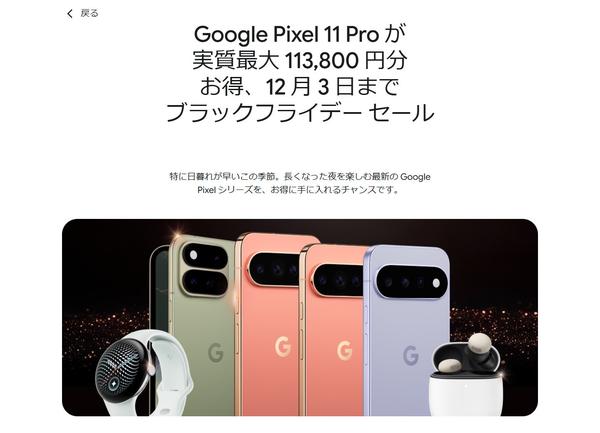 戻る
Google Pixel 11 Pro が
実質最大 113,800 円分
お得、12 月 3 日まで
ブラックフライデー セール
特に日暮れが早いこの季節。長くなった夜を楽しむ最新の Google
Pixel シリーズを、お得に手に入れるチャンスです。
G G G G